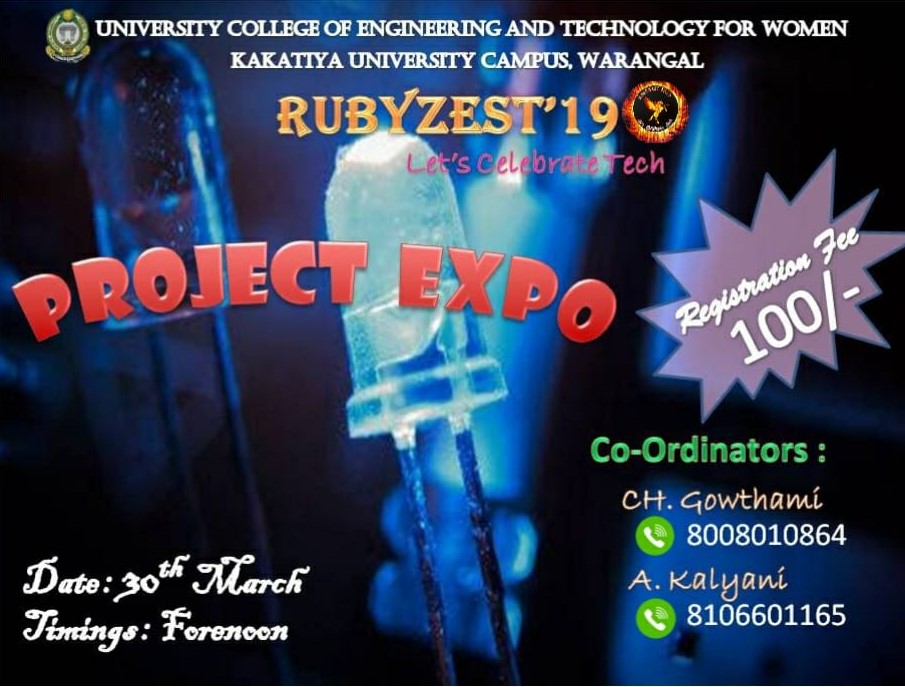 UNIVERSITY COLLEGE OF ENGINEERING AND TECHNOLOGY FOR WOMEN
KAKATIYA UNIVERSITY CAMPUS, WARANGAL
RUBYZEST'19
Let's Celebrate Tech
PROJECT EXPO
Registration Fee
100/-
Co-Ordinators :
CH. Gowthami
8008010864
A. Kalyani
8106601165
Date: 30th March
Timings: Forenoon